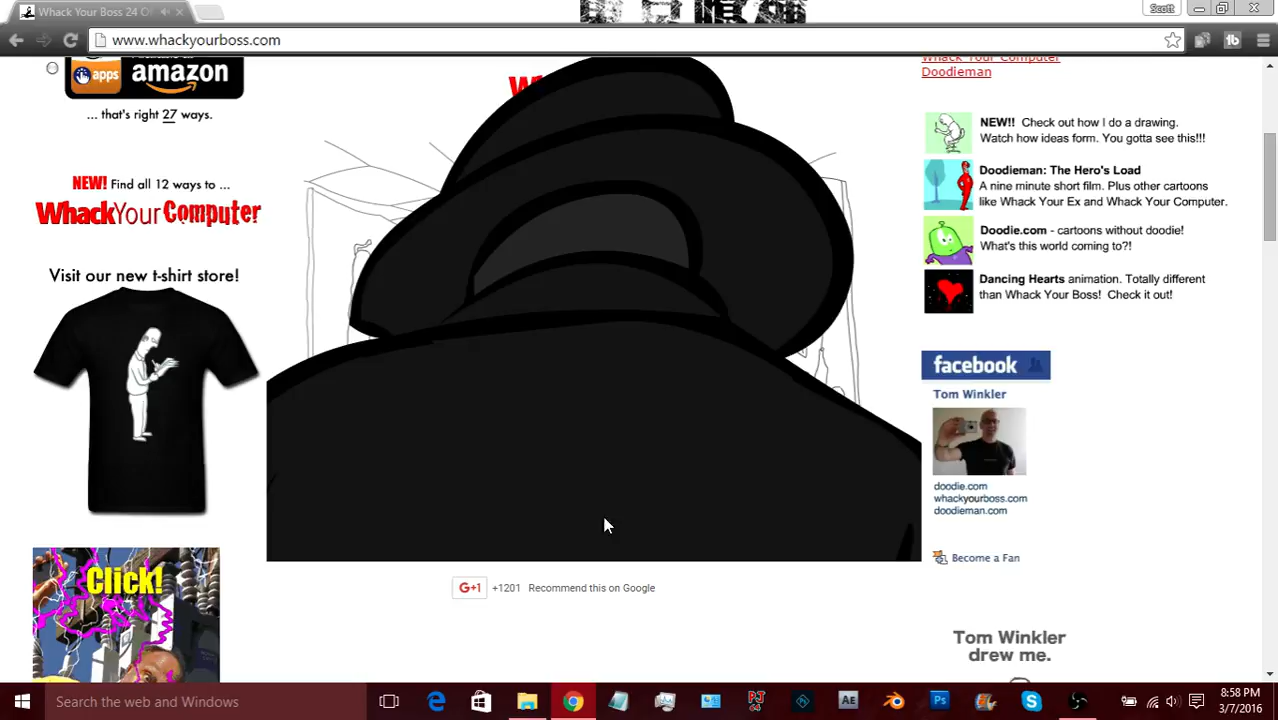 Whack Your Boss 24 O
Scott
www.whackyourboss.com
apps
amazon
... that's right 27 ways.
NEW! Find all 12 ways to ...
WhackYourComputer
Visit our new t-shirt store!
Click!
Whack Your Computer
Doodieman
NEW!! Check out how I do a drawing.
Watch how ideas form. You gotta see this!!!
Doodieman: The Hero's Load
A nine minute short film. Plus other cartoons
like Whack Your Ex and Whack Your Computer.
Doodie.com - cartoons without doodie!
What's this world coming to?!
Dancing Hearts animation. Totally different
than Whack Your Boss! Check it out!
facebook
Tom Winkler
doodie.com
whackyourboss.com
doodieman.com
Become a Fan
G+1 +1201 Recommend this on Google
Tom Winkler
drew me.
Search the web and Windows
Ae
Ps
8:58 PM
3/7/2016